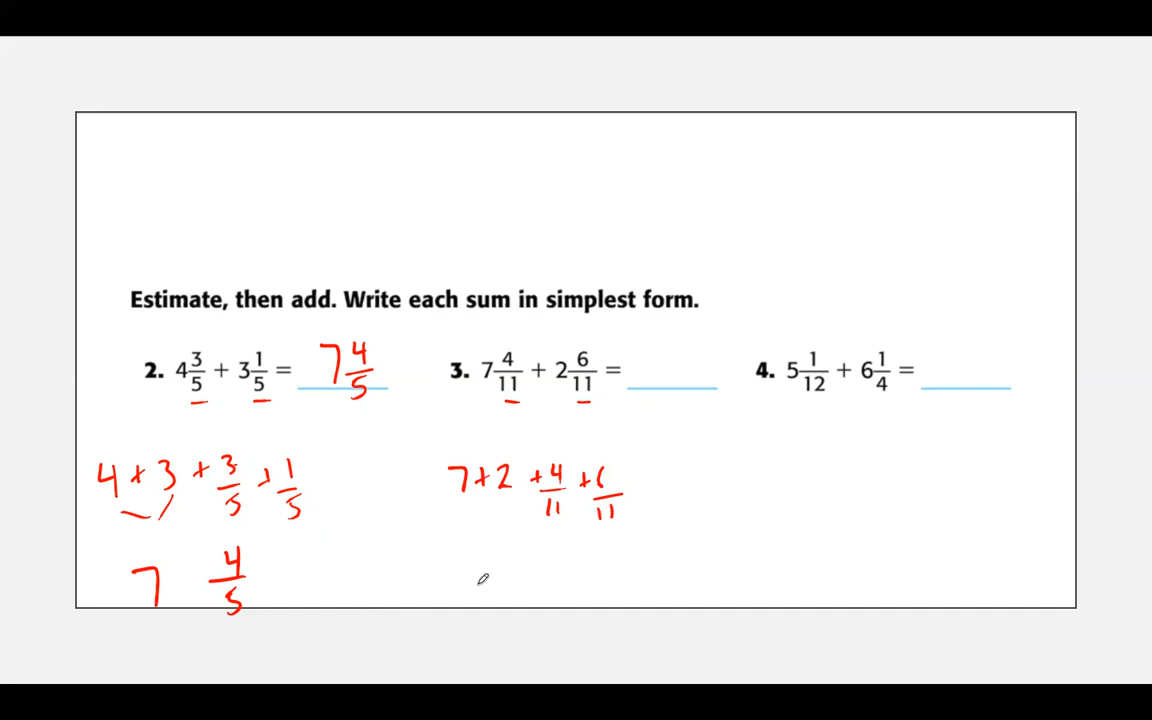 Estimate, then add. Write each sum in simplest form.
2. 4 3/5 + 3 1/5 = 7 4/5
3. 7 4/11 + 2 6/11 =
4. 5 1/12 + 6 1/4 =
4 + 3 + 3/5 + 1/5
7 + 2 + 4/11 + 6/11
7 4/5